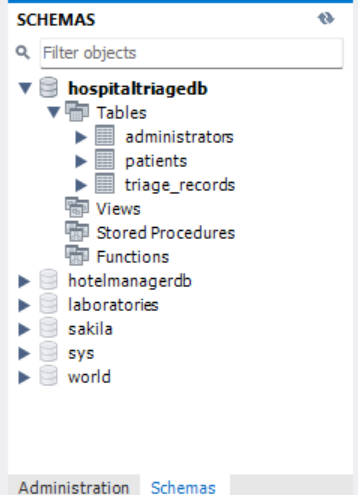 SCHEMAS
Filter objects
hospitaltriagedb
Tables
administrators
patients
triage_records
Views
Stored Procedures
Functions
hotelmanagerdb
laboratories
sakila
sys
world
Administration Schemas